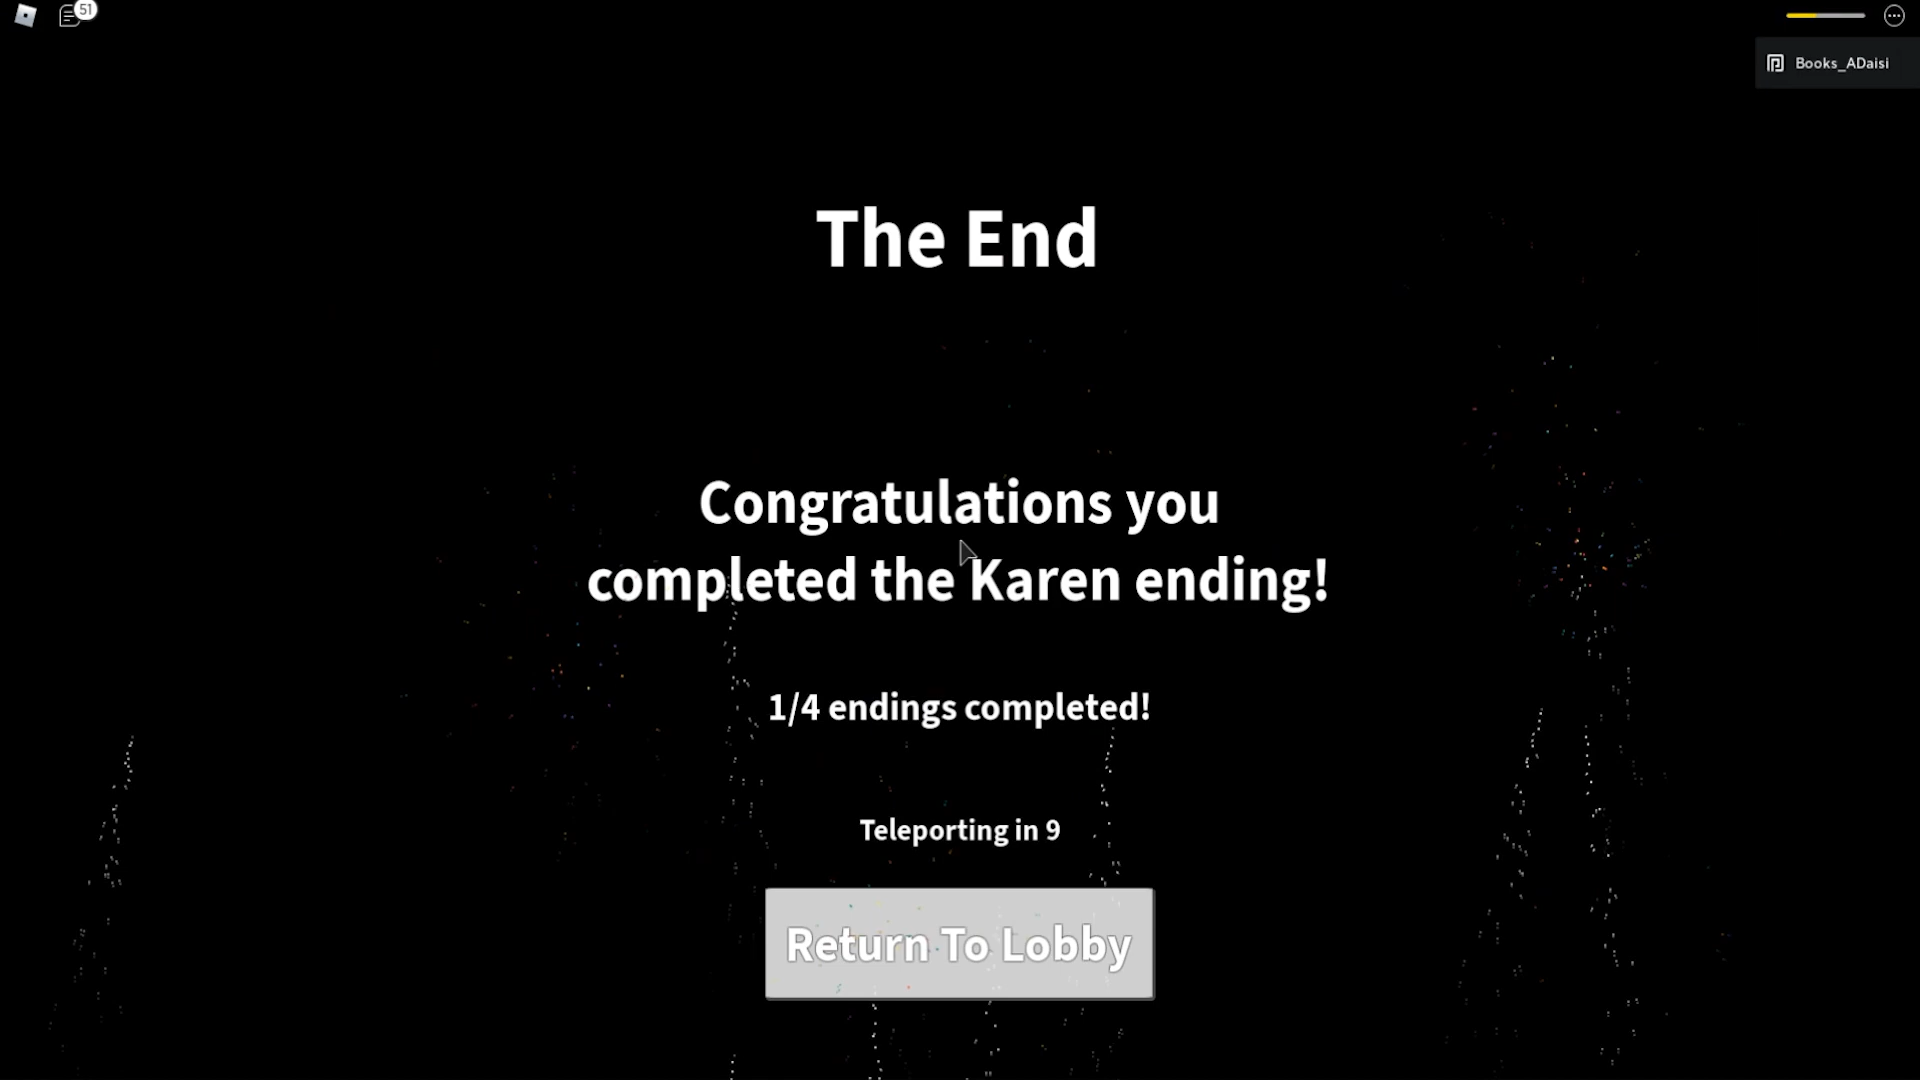 51
Books_ADaisi
The End
Congratulations you
completed the Karen ending!
1/4 endings completed!
Teleporting in 9
Return To Lobby